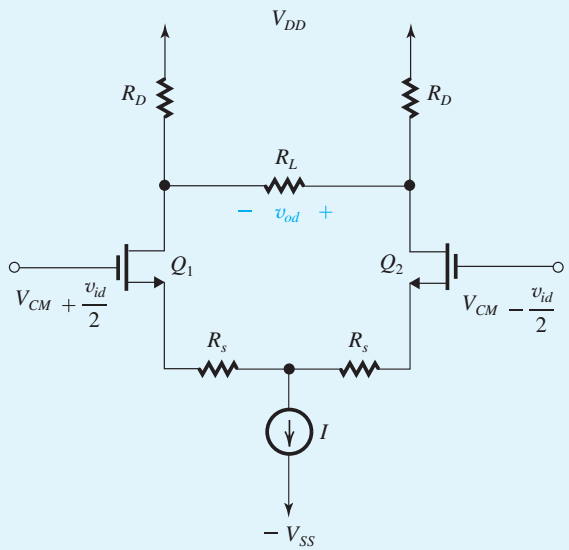 V_DD
R_D
R_D
R_L
− v_od +
Q_1
Q_2
V_CM + v_id/2
V_CM − v_id/2
R_s
R_s
I
− V_SS